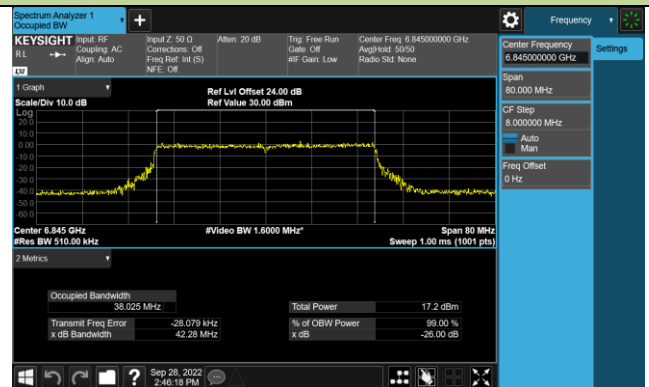 Spectrum Analyzer 1
Occupied BW
+
Frequency
KEYSIGHT
RL
Input: RF
Coupling: AC
Align: Auto
Input Z: 50 Ω
Corrections: Off
Freq Ref: Int (S)
NFE: Off
Atten: 20 dB
Trig: Free Run
Gate: Off
#IF Gain: Low
Center Freq: 6.845000000 GHz
Avg|Hold: 50/50
Radio Std: None
LXI
Center Frequency
6.845000000 GHz
Settings
Span
80.000 MHz
CF Step
8.000000 MHz
Auto
Man
Freq Offset
0 Hz
1 Graph
Scale/Div 10.0 dB
Ref Lvl Offset 24.00 dB
Ref Value 30.00 dBm
Log
20.0
10.0
0.00
-10.0
-20.0
-30.0
-40.0
-50.0
-60.0
Center 6.845 GHz
#Res BW 510.00 kHz
#Video BW 1.6000 MHz*
Span 80 MHz
Sweep 1.00 ms (1001 pts)
2 Metrics
Occupied Bandwidth
38.025 MHz
Total Power
17.2 dBm
Transmit Freq Error
-28.079 kHz
% of OBW Power
99.00 %
x dB Bandwidth
42.28 MHz
x dB
-26.00 dB
?
Sep 28, 2022
2:46:18 PM